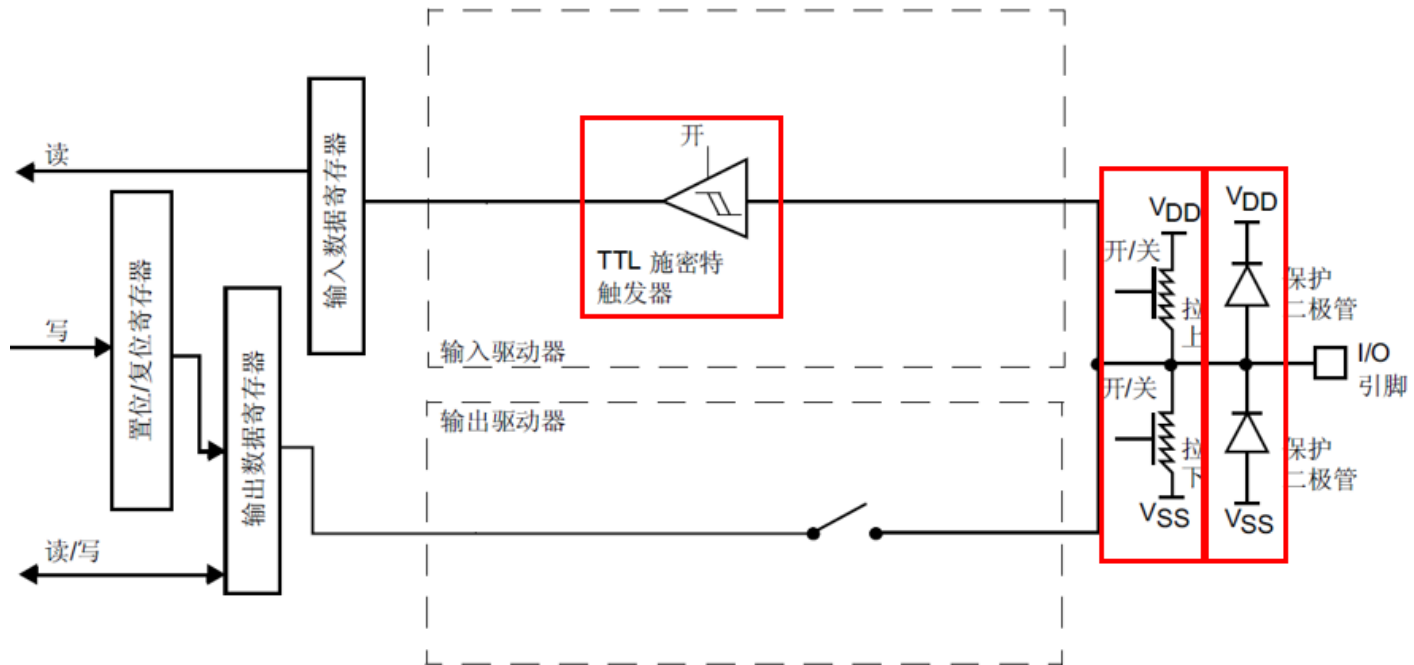 读
写
读/写
置位/复位寄存器
输出数据寄存器
输入数据寄存器
开
TTL 施密特
触发器
输入驱动器
输出驱动器
VDD
开/关
拉
上
开/关
拉
下
VSS
VDD
保护
二极管
保护
二极管
VSS
I/O
引脚